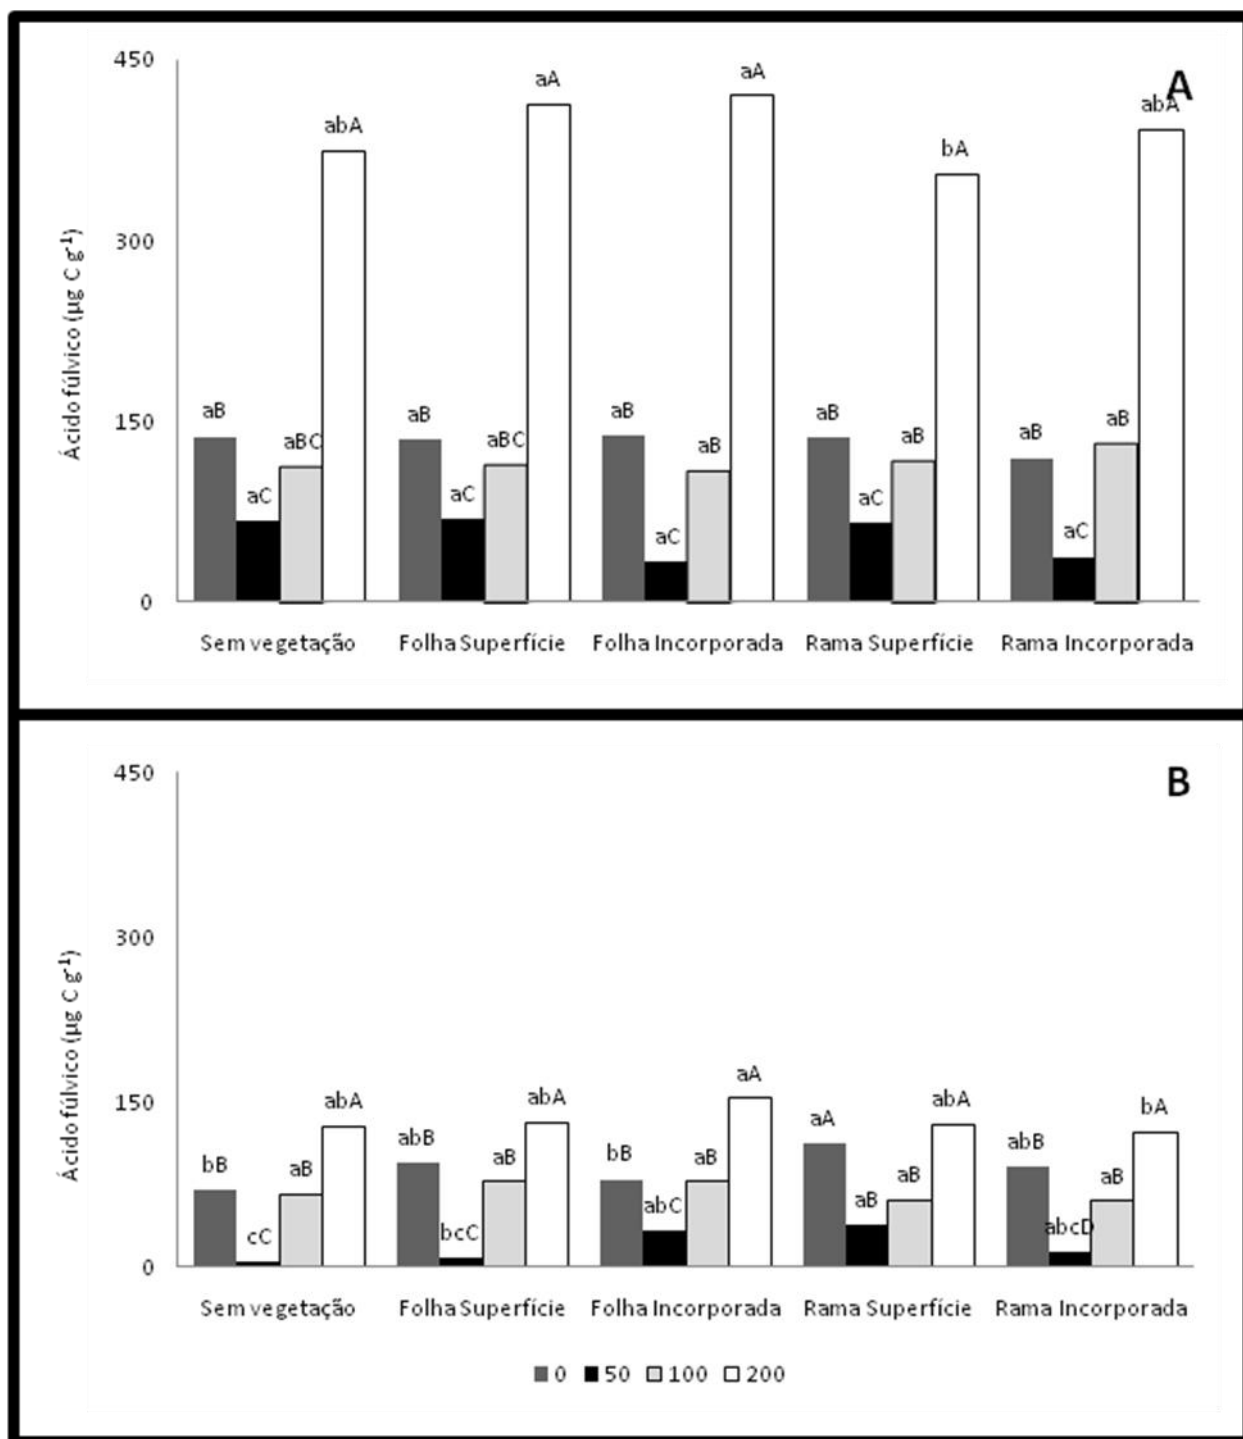 A
450
300
150
0
Ácido fúlvico (µg C g-1)
abA
aA
aA
bA
abA
aB
aC
aBC
aB
aC
aBC
aB
aC
aB
aB
aC
aB
aB
aC
aB
Sem vegetação Folha Superfície Folha Incorporada Rama Superfície Rama Incorporada
B
450
300
150
0
Ácido fúlvico (µg C g-1)
bB
cC
aB
abA
abB
bcC
aB
abA
bB
abC
aB
aA
aA
aB
aB
abA
abB
abcD
aB
bA
Sem vegetação Folha Superfície Folha Incorporada Rama Superfície Rama Incorporada
0 50 100 200